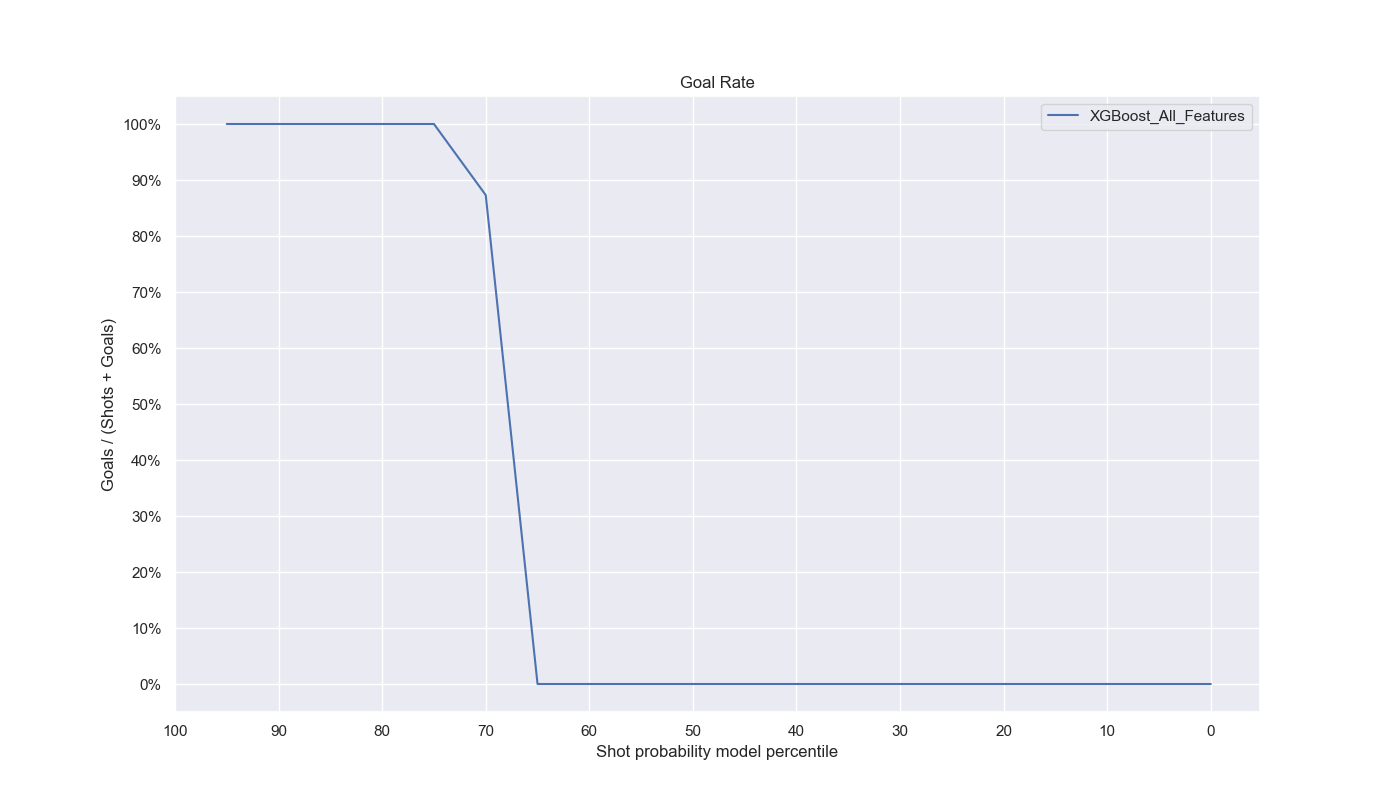 Goal Rate
XGBoost_All_Features
100%
90%
80%
70%
60%
50%
40%
30%
20%
10%
0%
Goals / (Shots + Goals)
100 90 80 70 60 50 40 30 20 10 0
Shot probability model percentile